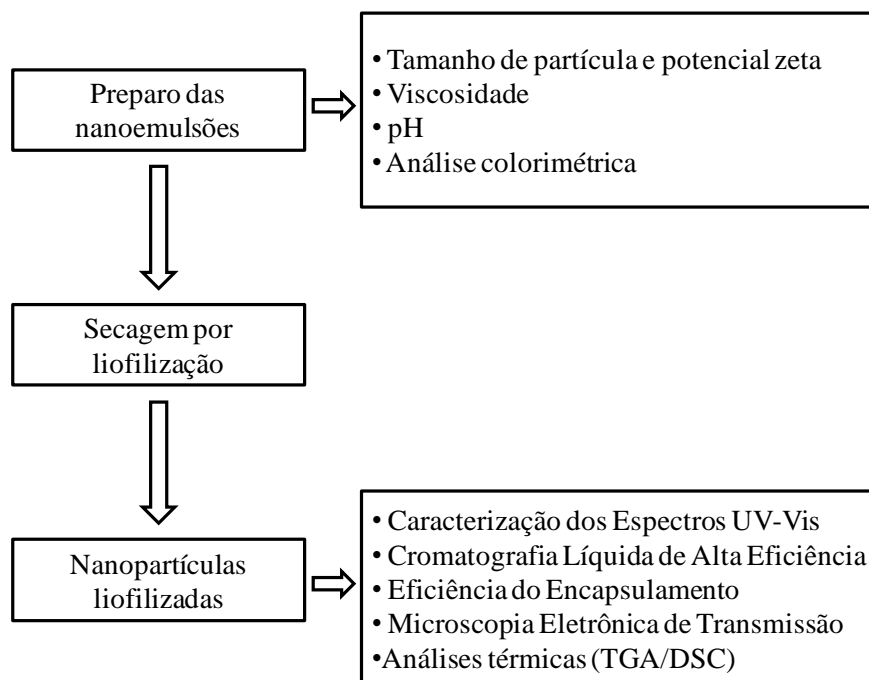 Preparo das
nanoemulsões
• Tamanho de partícula e potencial zeta
• Viscosidade
• pH
• Análise colorimétrica
Secagem por
liofilização
Nanopartículas
liofilizadas
• Caracterização dos Espectros UV-Vis
• Cromatografia Líquida de Alta Eficiência
• Eficiência do Encapsulamento
• Microscopia Eletrônica de Transmissão
•Análises térmicas (TGA/DSC)